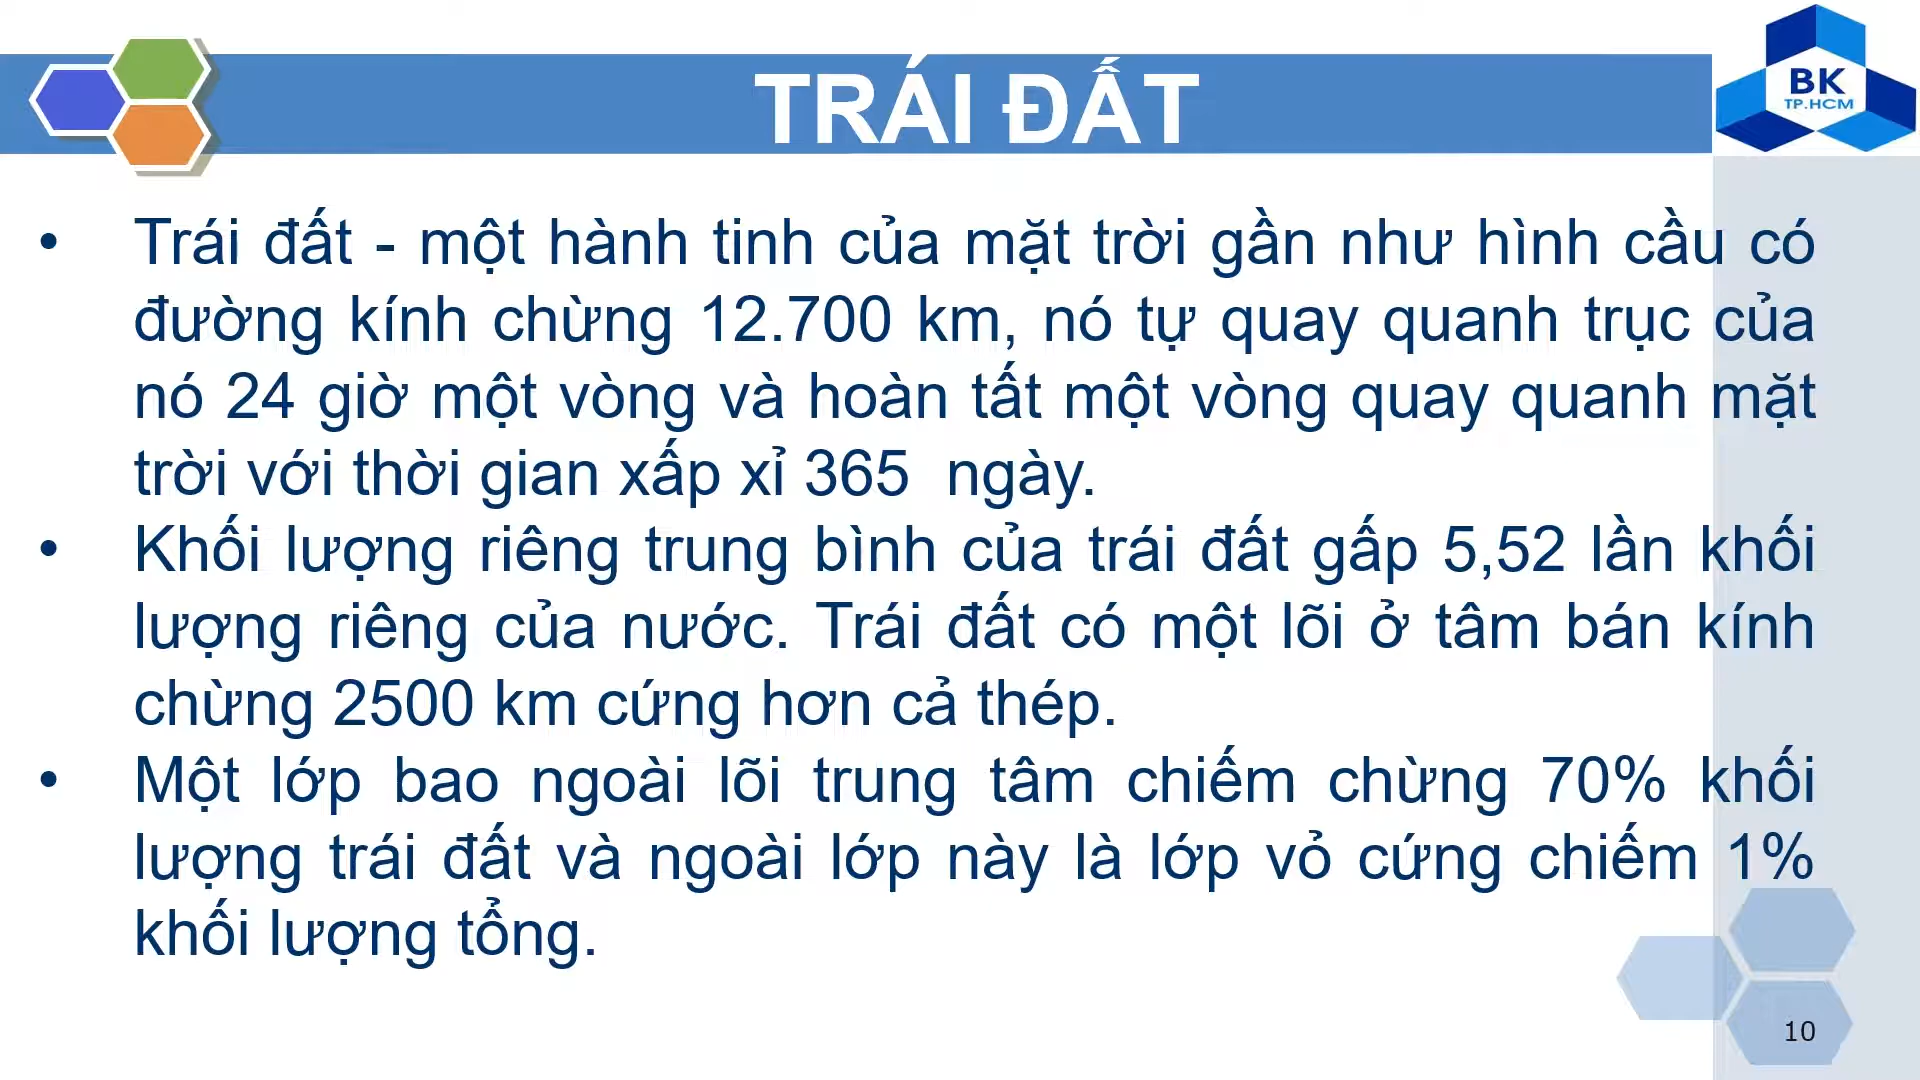 TRÁI ĐẤT
BK
TP.HCM
• Trái đất - một hành tinh của mặt trời gần như hình cầu có
đường kính chừng 12.700 km, nó tự quay quanh trục của
nó 24 giờ một vòng và hoàn tất một vòng quay quanh mặt
trời với thời gian xấp xỉ 365  ngày.
• Khối lượng riêng trung bình của trái đất gấp 5,52 lần khối
lượng riêng của nước. Trái đất có một lõi ở tâm bán kính
chừng 2500 km cứng hơn cả thép.
• Một lớp bao ngoài lõi trung tâm chiếm chừng 70% khối
lượng trái đất và ngoài lớp này là lớp vỏ cứng chiếm 1%
khối lượng tổng.
10